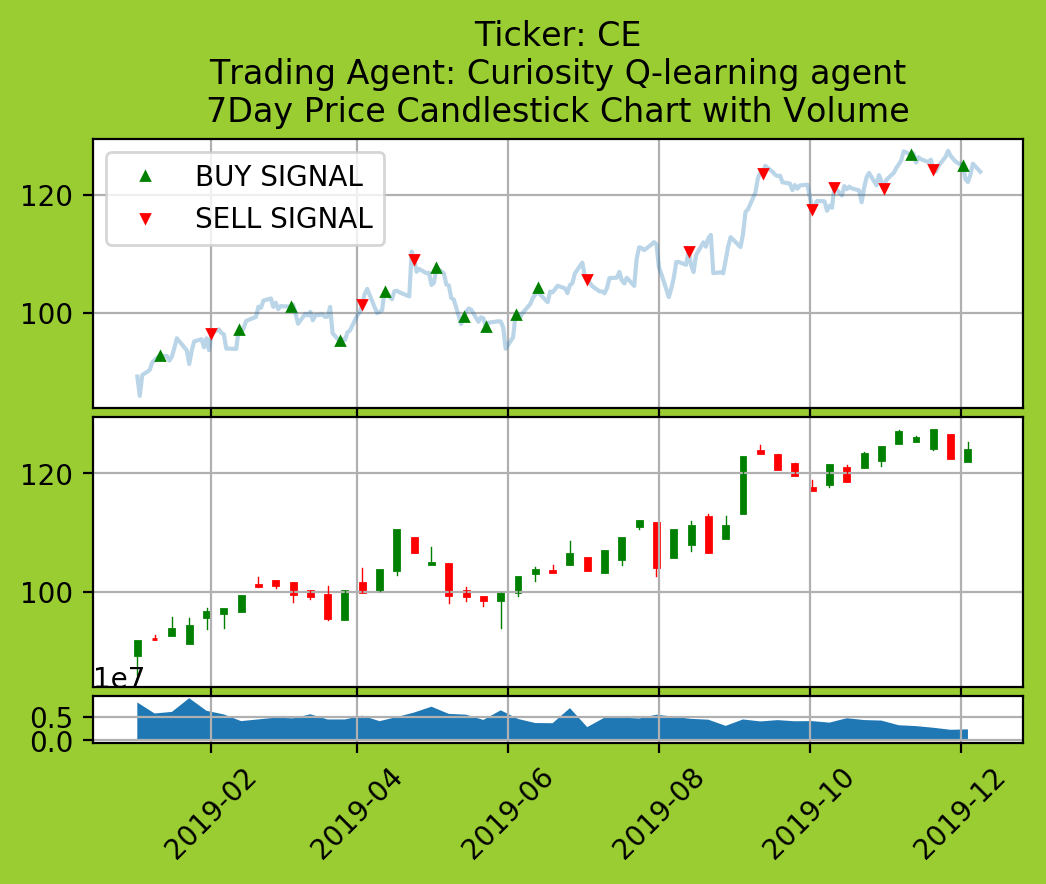 Ticker: CE
Trading Agent: Curiosity Q-learning agent
7Day Price Candlestick Chart with Volume
BUY SIGNAL
SELL SIGNAL
120
100
120
100
1e7
0.5
0.0
2019-02
2019-04
2019-06
2019-08
2019-10
2019-12